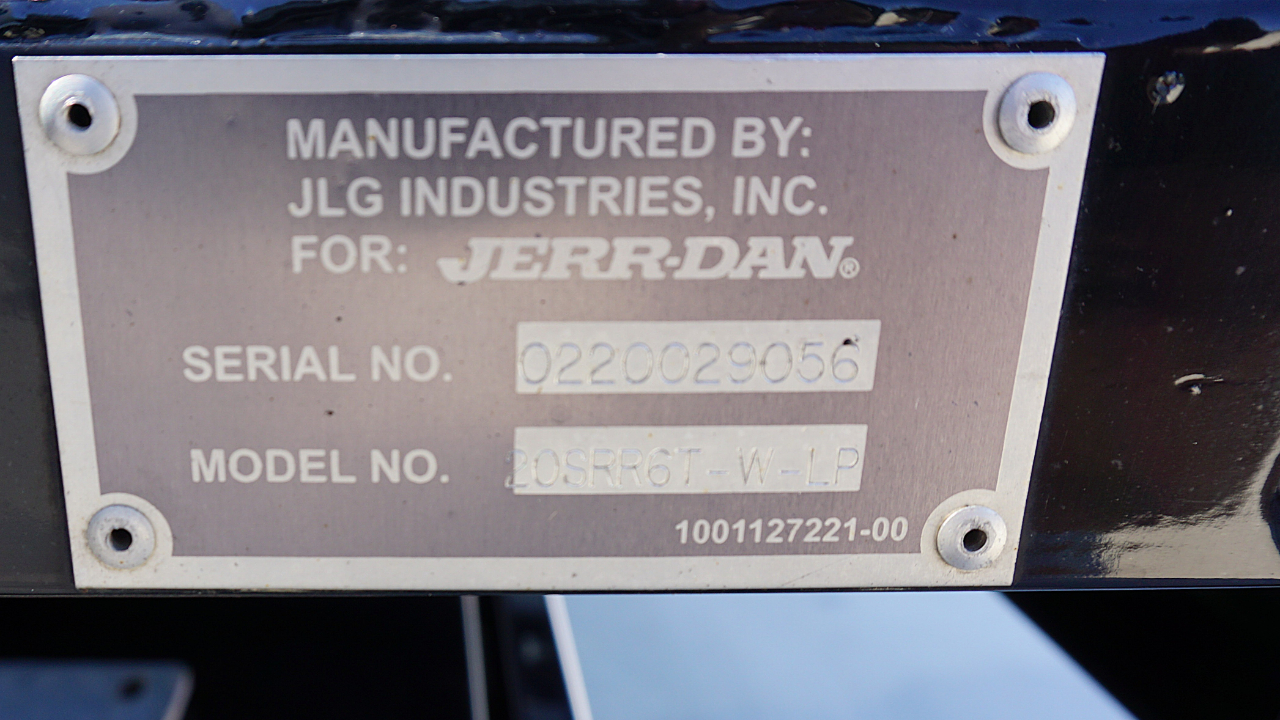 MANUFACTURED BY:
JLG INDUSTRIES, INC.
FOR: JERR-DAN®
SERIAL NO. 0220029056
MODEL NO. 20SRR6T-W-LP
1001127221-00